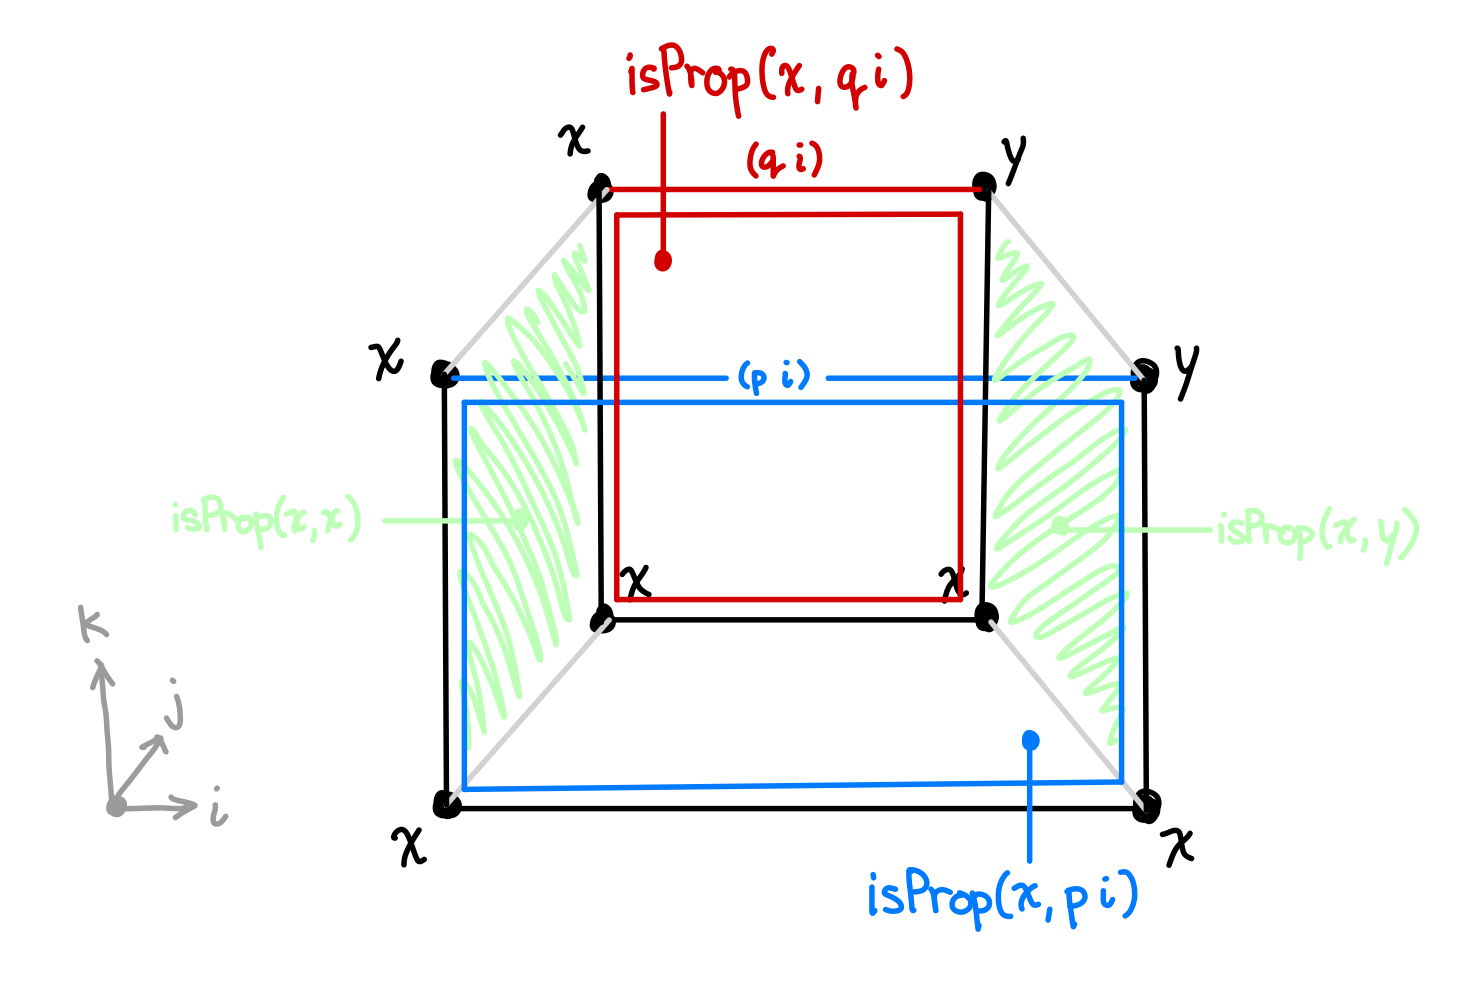 isProp(x, q i)
x
(q i)
y
x
(p i)
y
isProp(x,x)
isProp(x, y)
x
x
k
j
i
x
x
isProp(x, p i)